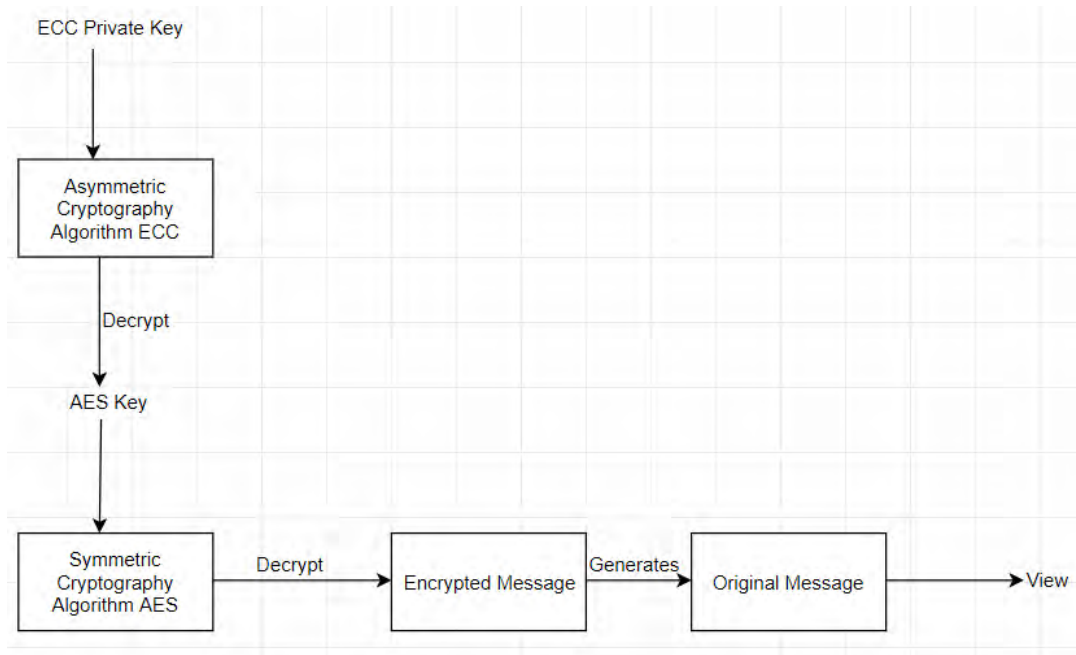 ECC Private Key
Asymmetric
Cryptography
Algorithm ECC
Decrypt
AES Key
Symmetric
Cryptography
Algorithm AES
Decrypt
Encrypted Message
Generates
Original Message
View